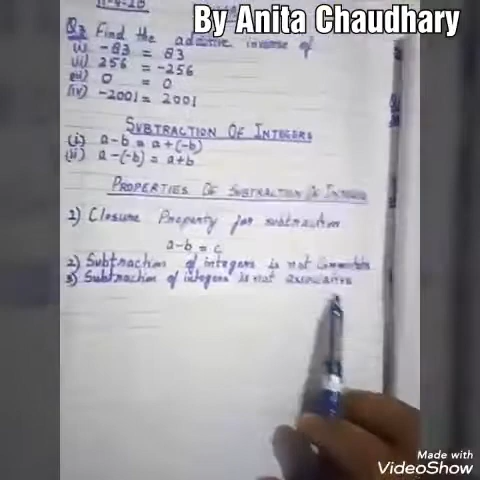 By Anita Chaudhary
Q3 Find the additive inverse of
(i) -83 = 83
(ii) 256 = -256
(iii) 0 = 0
(iv) -2001 = 2001
SUBTRACTION OF INTEGERS
(i) a-b = a+(-b)
(ii) a-(-b) = a+b
PROPERTIES OF SUBTRACTION OF INTEGERS
1) Closure Property for subtraction
a-b = c
2) Subtraction of integers is not Commutative
3) Subtraction of integers is not associative
Made with
VideoShow